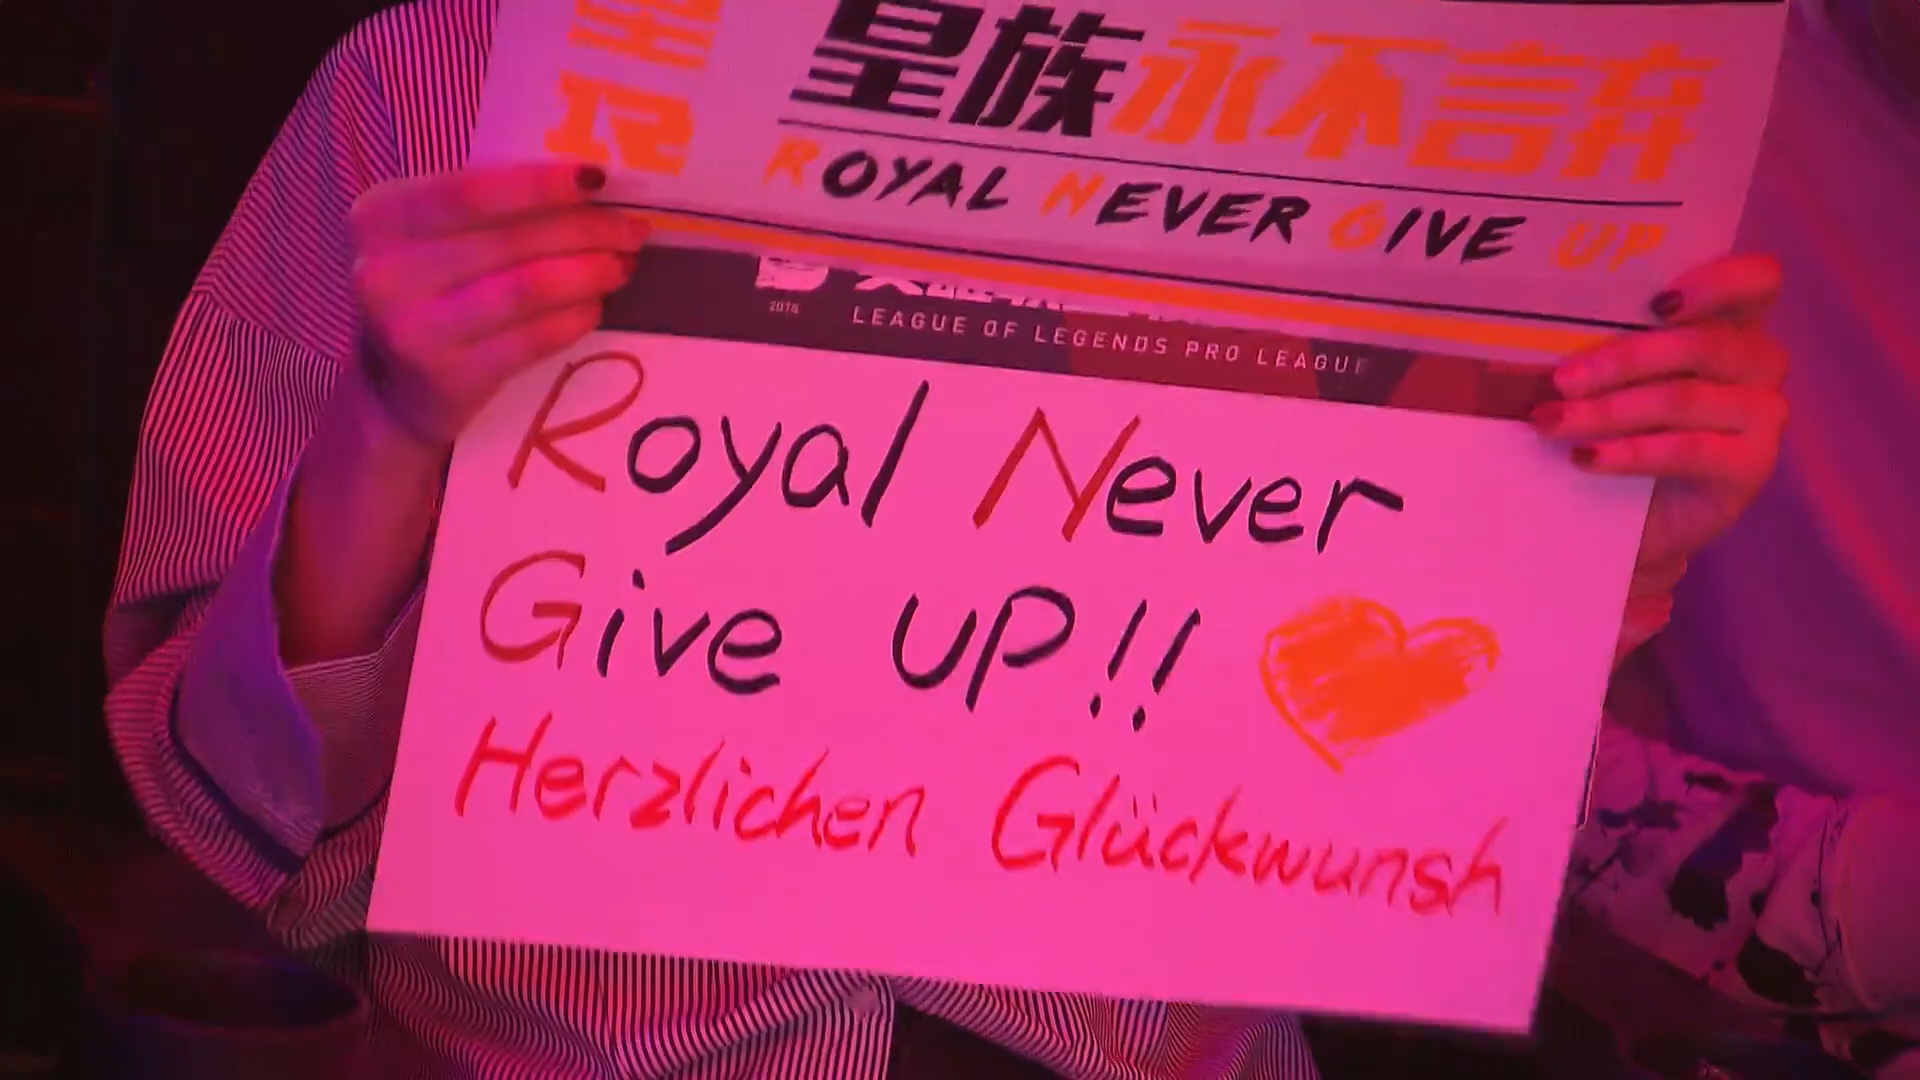 皇族永不言弃
ROYAL NEVER GIVE UP
2018
LEAGUE OF LEGENDS PRO LEAGUE
Royal Never
Give UP!!
Herzlichen Glückwunsh